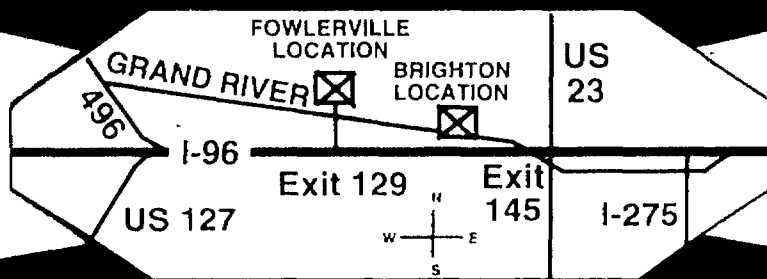 FOWLERVILLE
LOCATION
US
23
GRAND RIVER
BRIGHTON
LOCATION
496
I-96
Exit 129
Exit
145
I-275
US 127
N
W
E
S